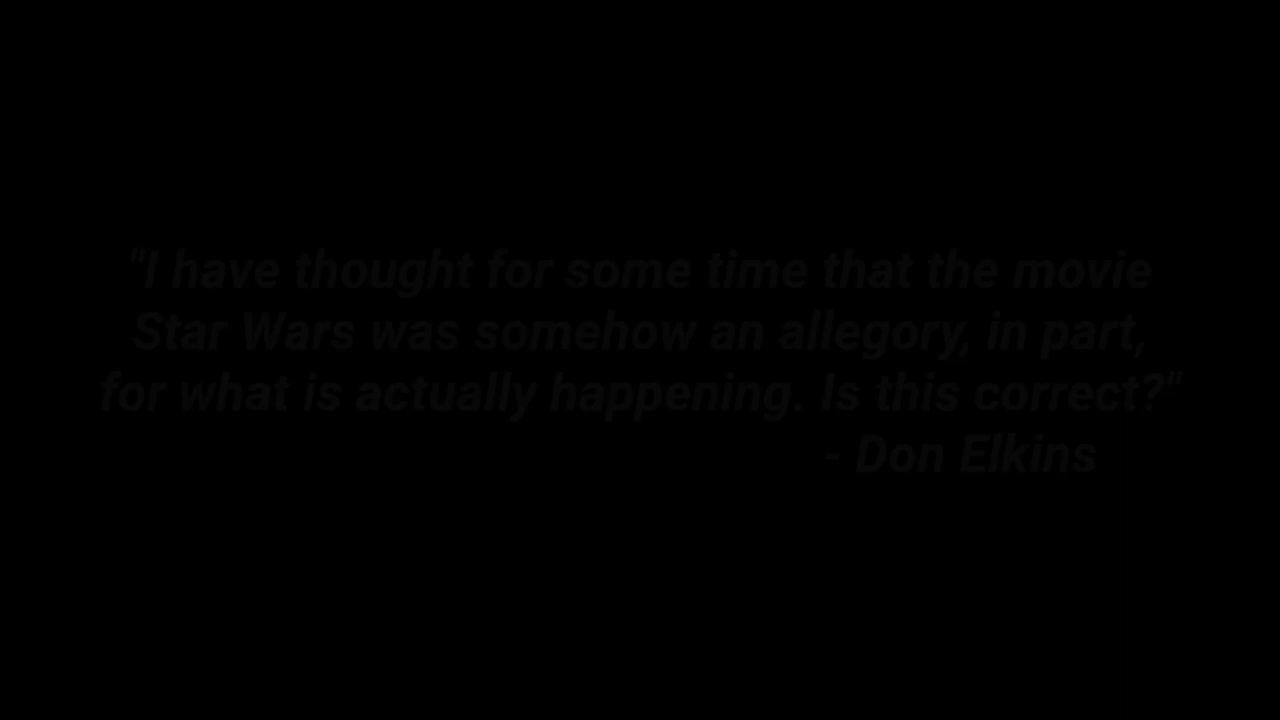 "I have thought for some time that the movie
Star Wars was somehow an allegory, in part,
for what is actually happening. Is this correct?"
- Don Elkins